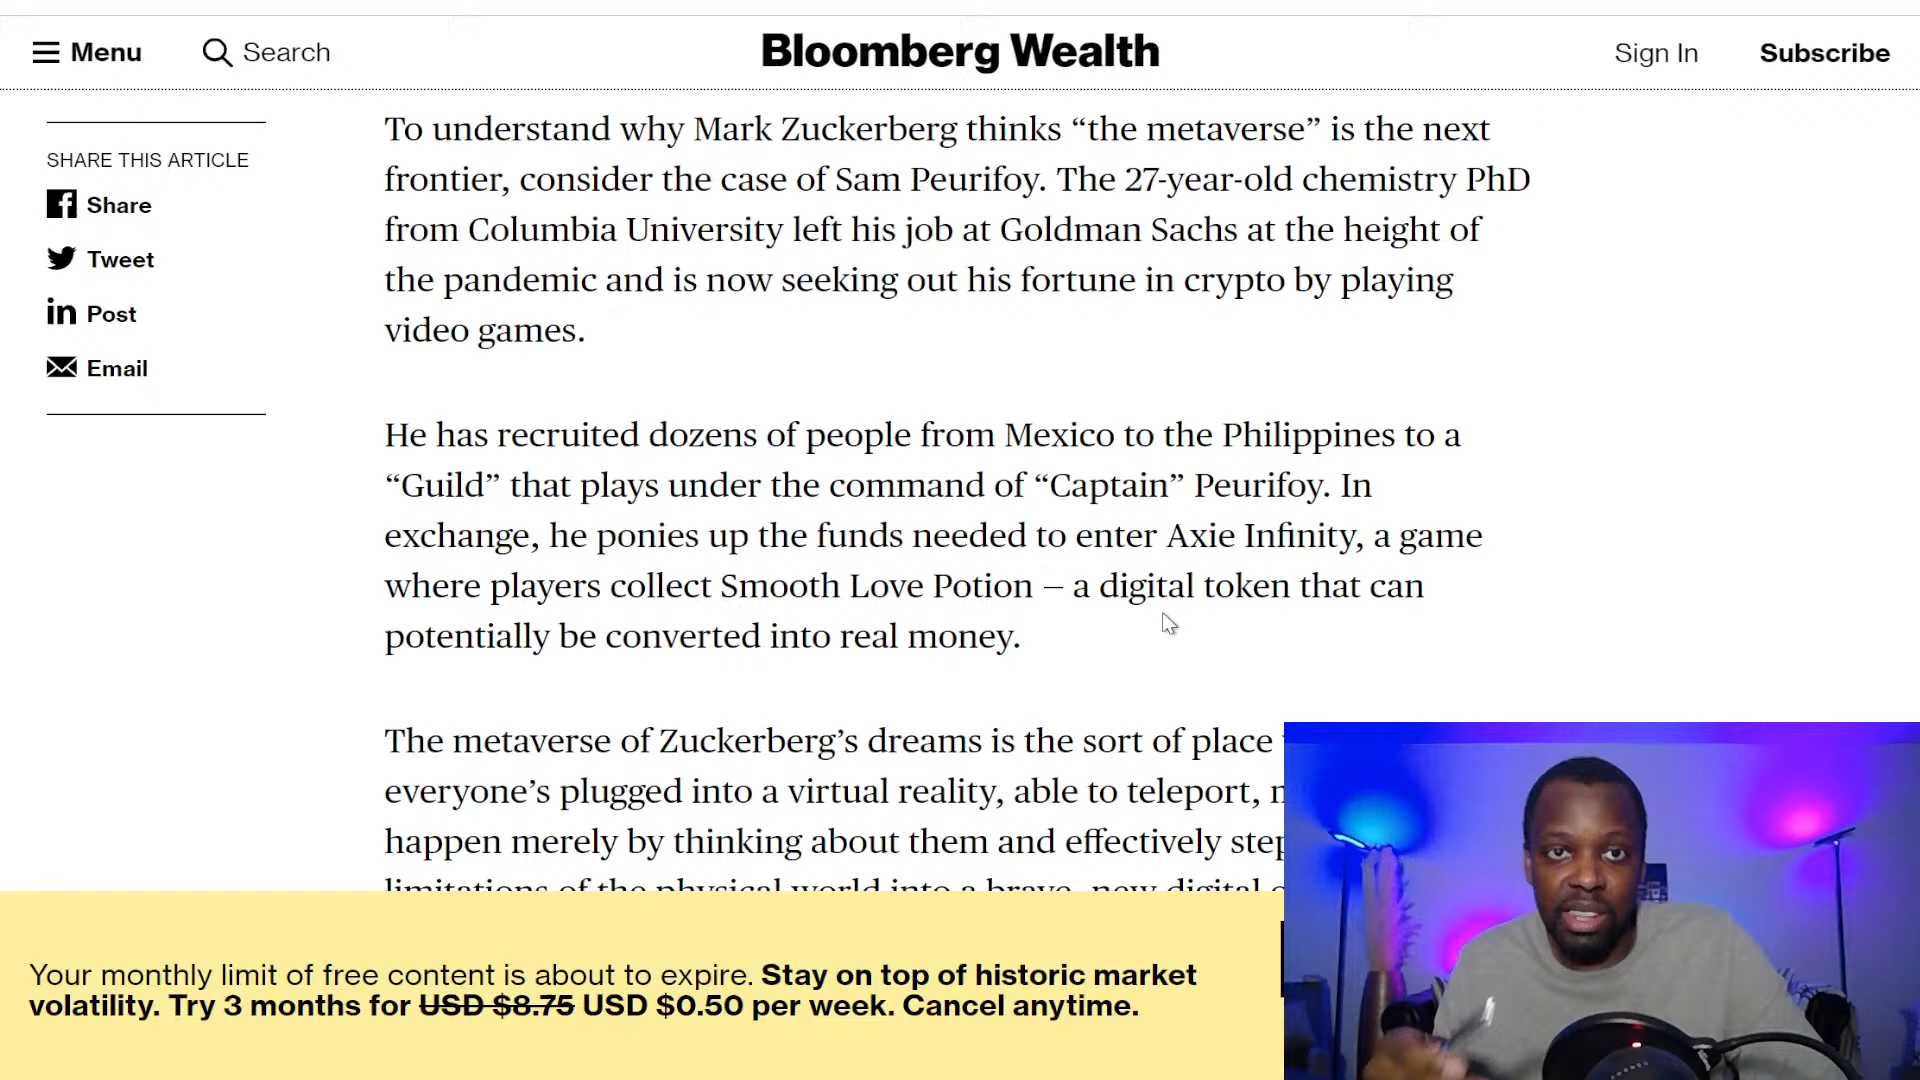 Menu
Search
Bloomberg Wealth
Sign In
Subscribe
SHARE THIS ARTICLE
Share
Tweet
Post
Email
To understand why Mark Zuckerberg thinks “the metaverse” is the next
frontier, consider the case of Sam Peurifoy. The 27-year-old chemistry PhD
from Columbia University left his job at Goldman Sachs at the height of
the pandemic and is now seeking out his fortune in crypto by playing
video games.
He has recruited dozens of people from Mexico to the Philippines to a
“Guild” that plays under the command of “Captain” Peurifoy. In
exchange, he ponies up the funds needed to enter Axie Infinity, a game
where players collect Smooth Love Potion — a digital token that can
potentially be converted into real money.
The metaverse of Zuckerberg’s dreams is the sort of place
everyone’s plugged into a virtual reality, able to teleport,
happen merely by thinking about them and effectively
limitations of the physical world into a brave, new digital
Your monthly limit of free content is about to expire. Stay on top of historic market
volatility. Try 3 months for USD $8.75 USD $0.50 per week. Cancel anytime.